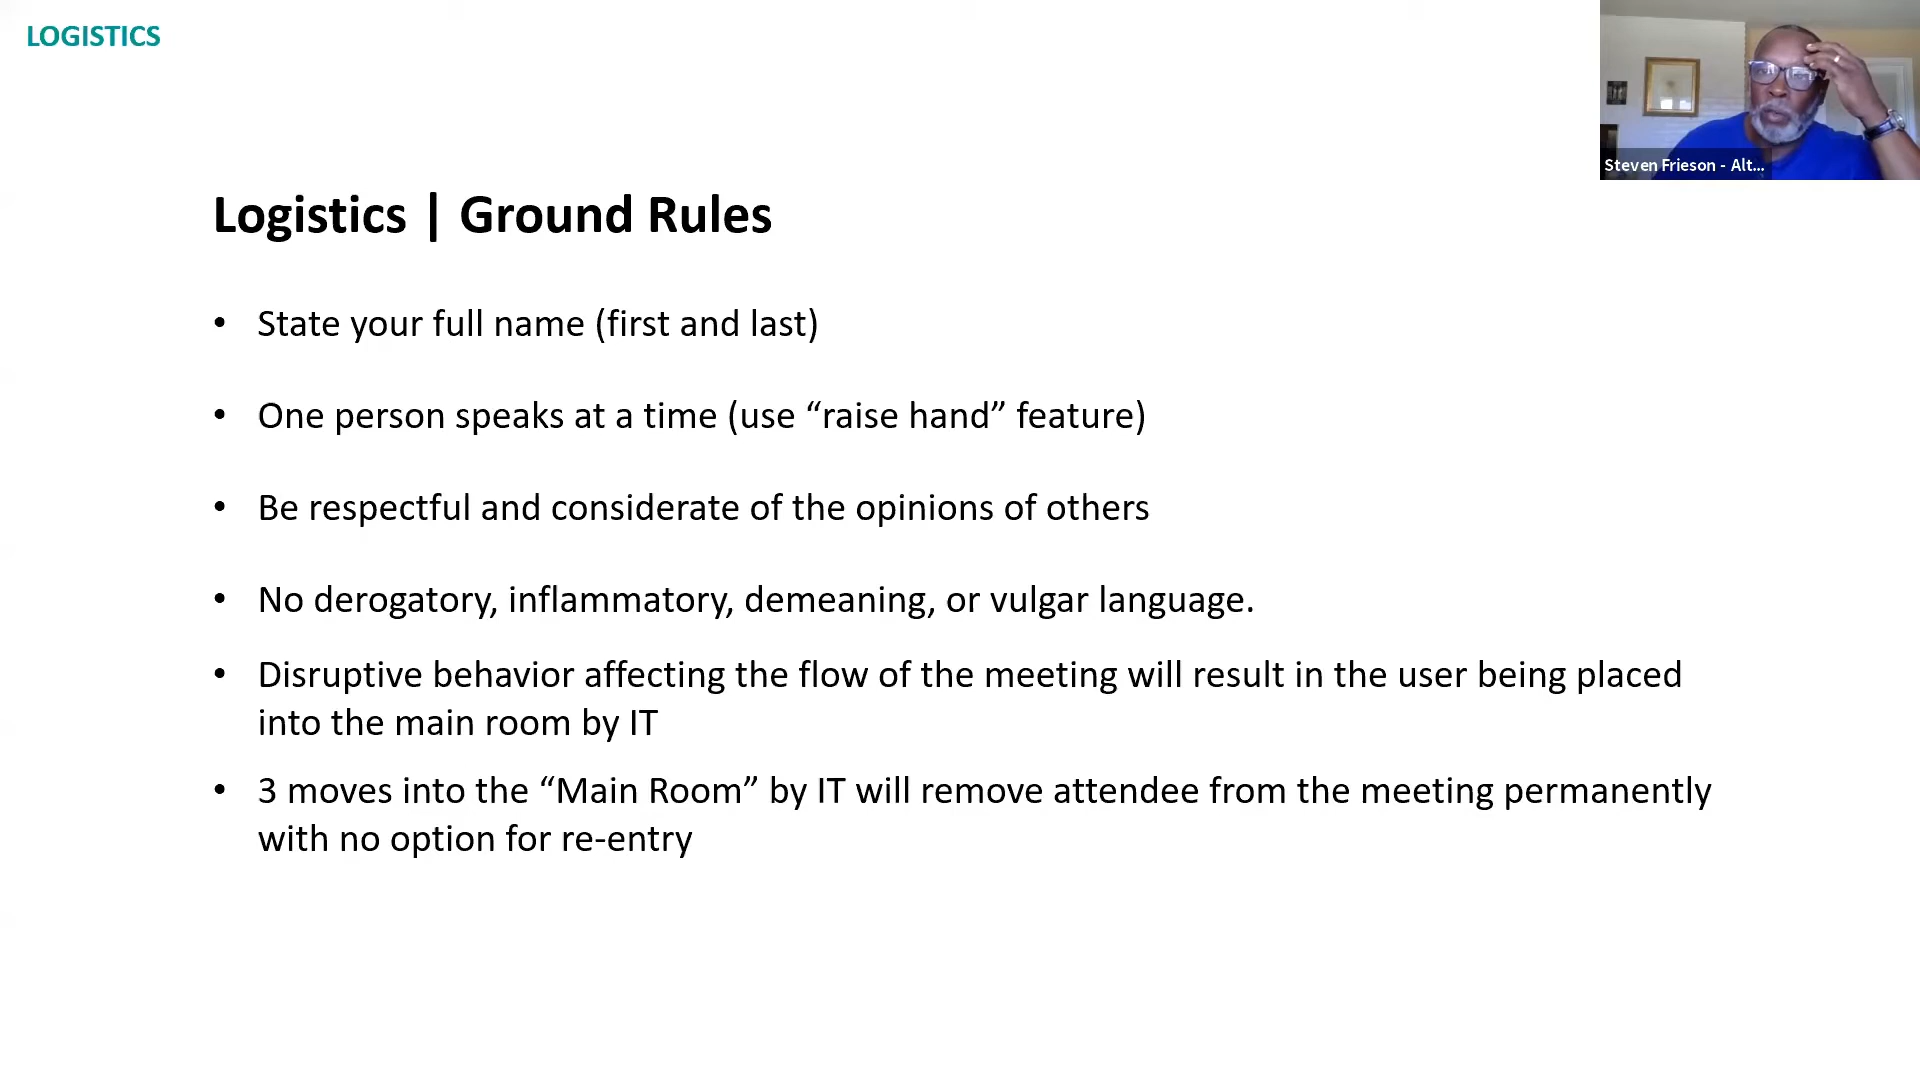 LOGISTICS
Steven Frieson - Alt...
Logistics | Ground Rules
• State your full name (first and last)
• One person speaks at a time (use “raise hand” feature)
• Be respectful and considerate of the opinions of others
• No derogatory, inflammatory, demeaning, or vulgar language.
• Disruptive behavior affecting the flow of the meeting will result in the user being placed
into the main room by IT
• 3 moves into the “Main Room” by IT will remove attendee from the meeting permanently
with no option for re-entry